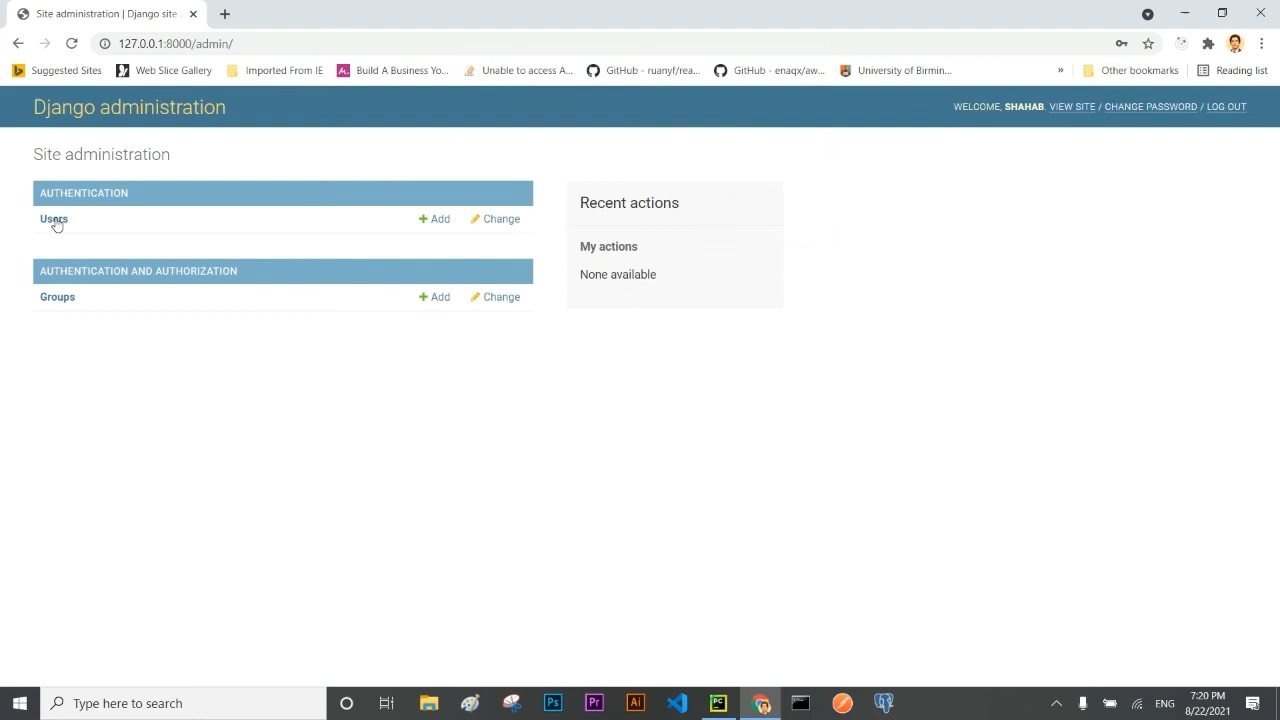 Site administration | Django site
127.0.0.1:8000/admin/
Suggested Sites
Web Slice Gallery
Imported From IE
Build A Business Yo...
Unable to access A...
GitHub - ruanyf/rea...
GitHub - enaqx/aw...
University of Birmin...
»
Other bookmarks
Reading list
Django administration
WELCOME, SHAHAB. VIEW SITE / CHANGE PASSWORD / LOG OUT
Site administration
AUTHENTICATION
Users
Add
Change
AUTHENTICATION AND AUTHORIZATION
Groups
Add
Change
Recent actions
My actions
None available
Type here to search
Ps
Pr
Ai
PC
ENG
7:20 PM
8/22/2021